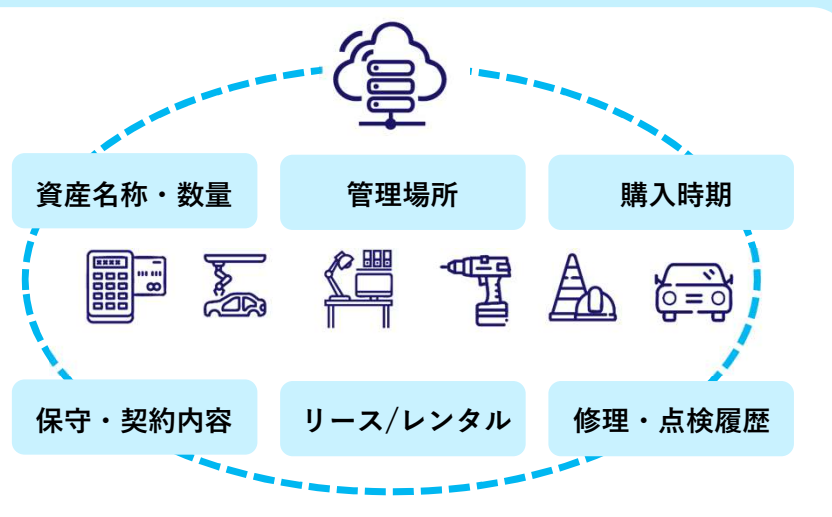 資産名称・数量
管理場所
購入時期
保守・契約内容
リース/レンタル
修理・点検履歴